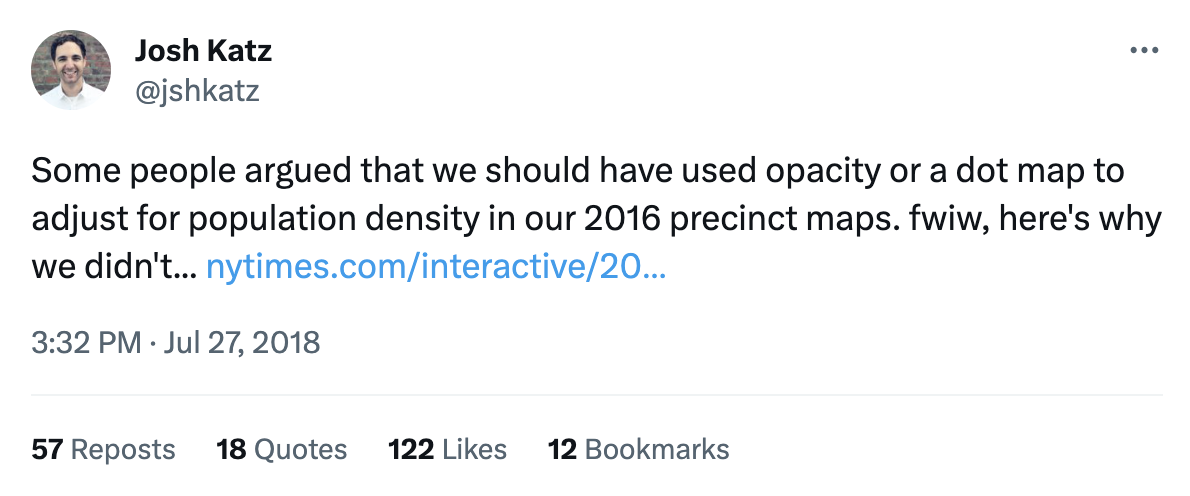 Josh Katz
@jshkatz
Some people argued that we should have used opacity or a dot map to
adjust for population density in our 2016 precinct maps. fwiw, here's why
we didn't... nytimes.com/interactive/20...
3:32 PM · Jul 27, 2018
57 Reposts 18 Quotes 122 Likes 12 Bookmarks